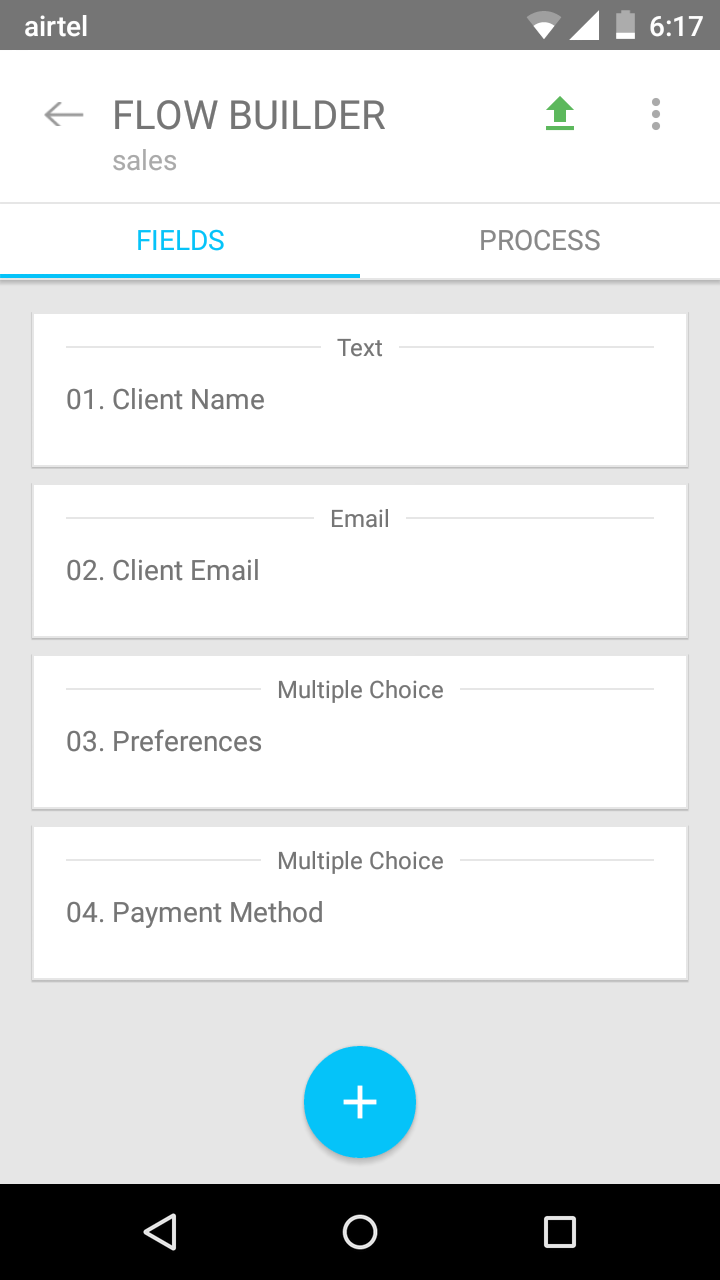 airtel 6:17
FLOW BUILDER
sales
FIELDS PROCESS
Text
01. Client Name
Email
02. Client Email
Multiple Choice
03. Preferences
Multiple Choice
04. Payment Method